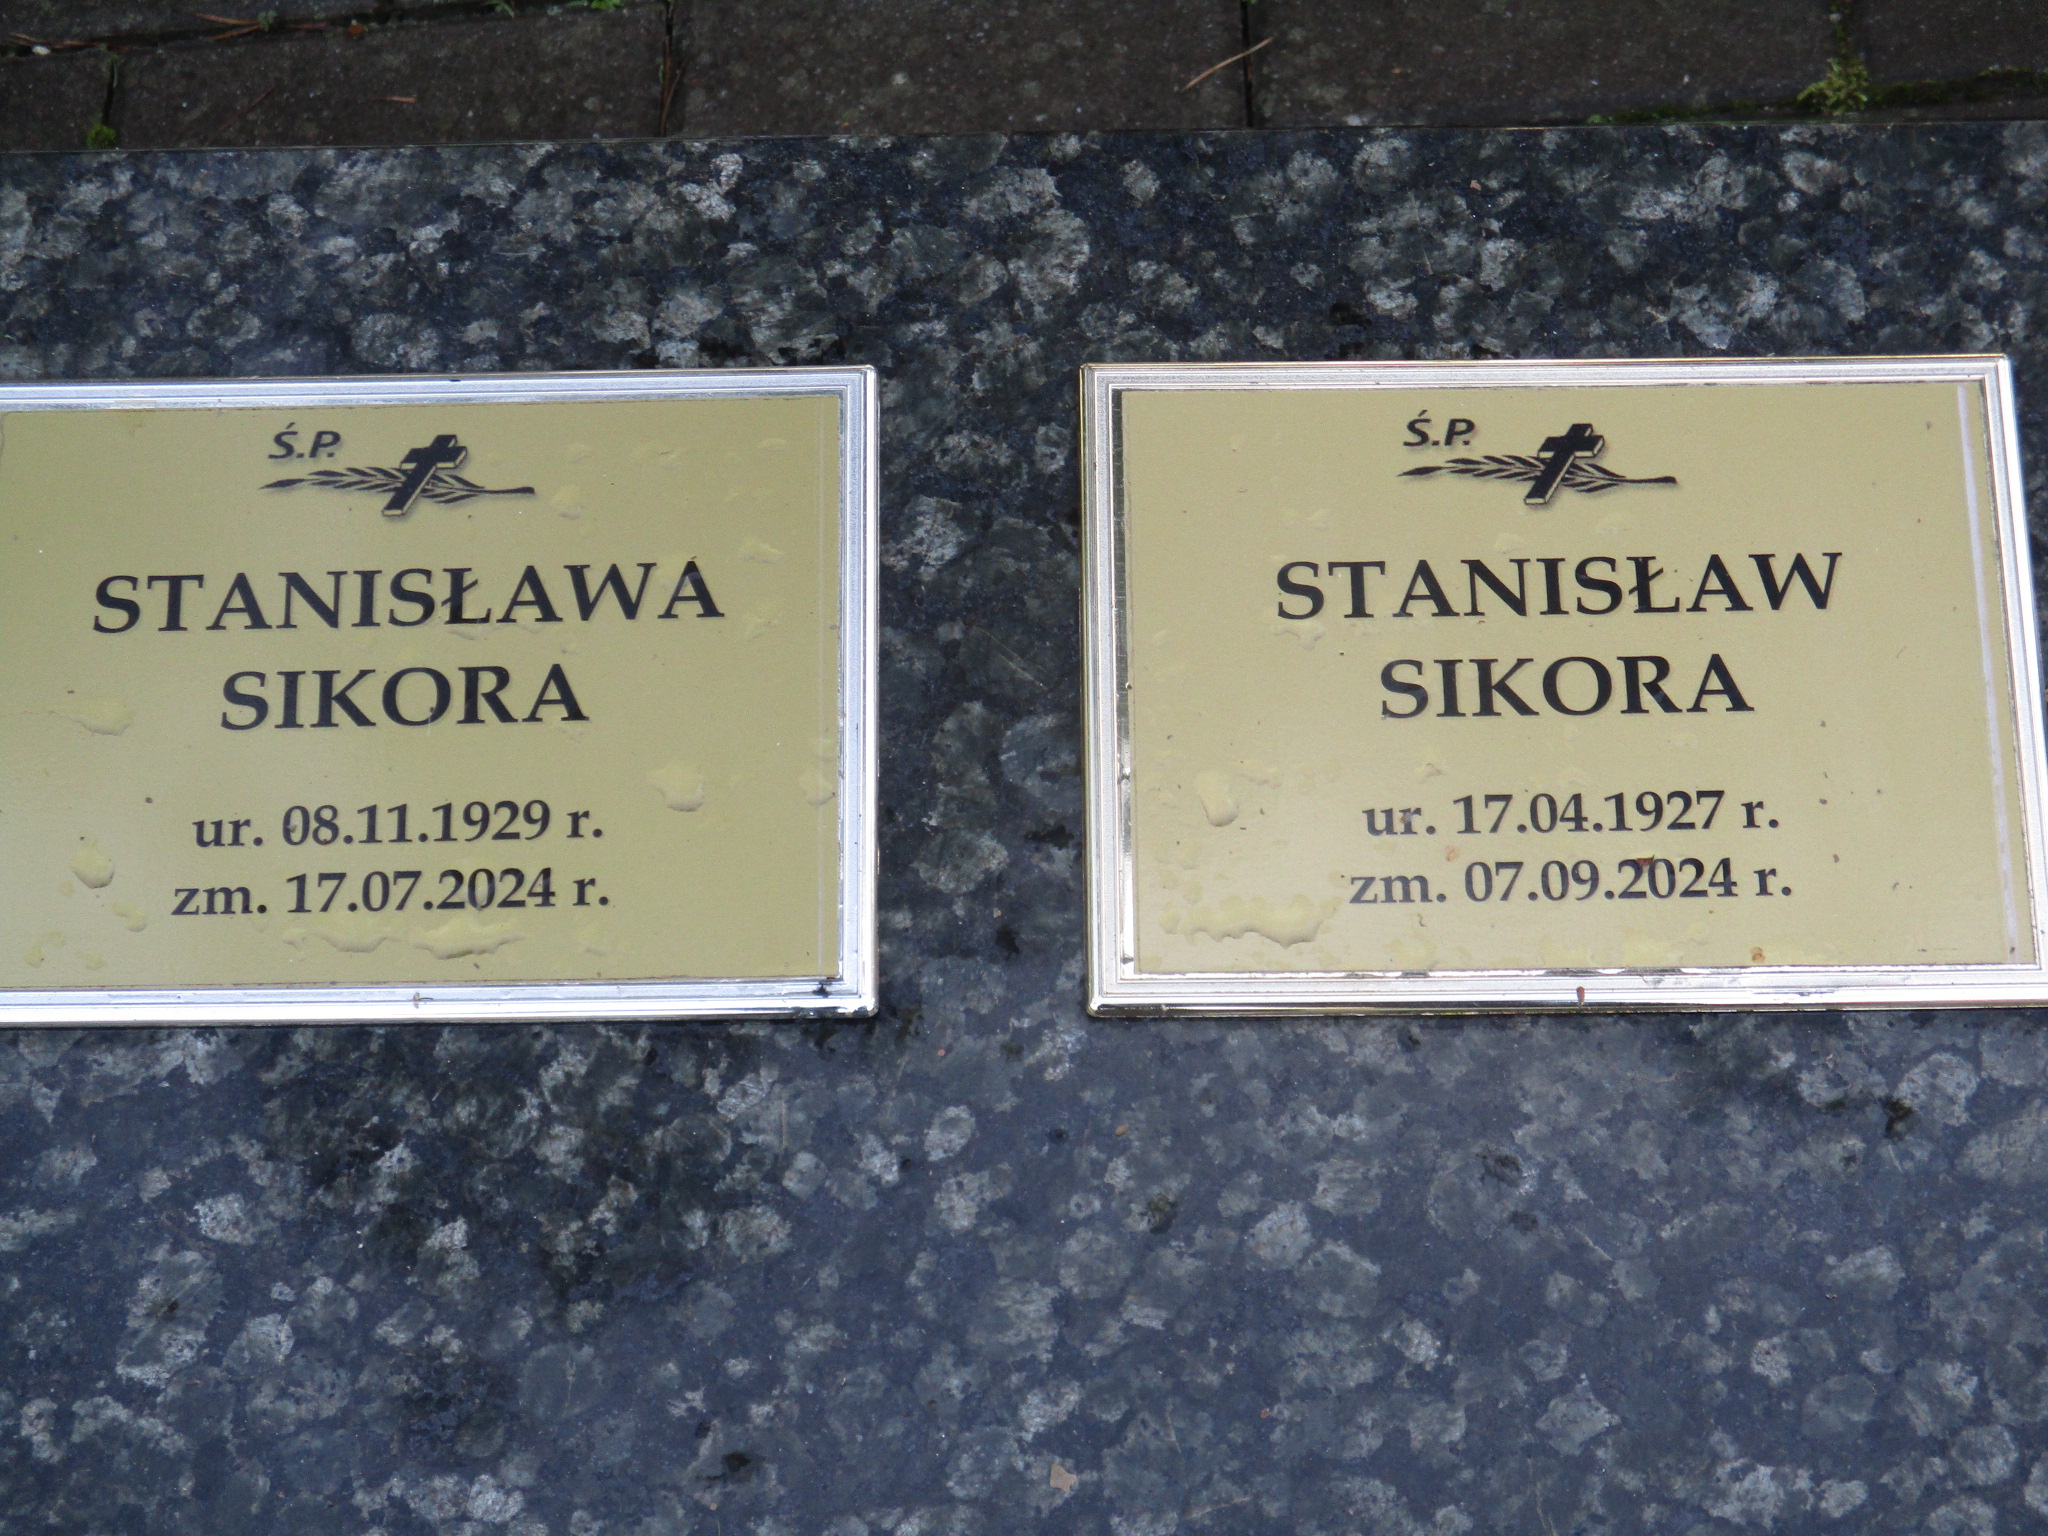 Ś.P.
STANISŁAWA
SIKORA
ur. 08.11.1929 r.
zm. 17.07.2024 r.
Ś.P.
STANISŁAW
SIKORA
ur. 17.04.1927 r.
zm. 07.09.2024 r.